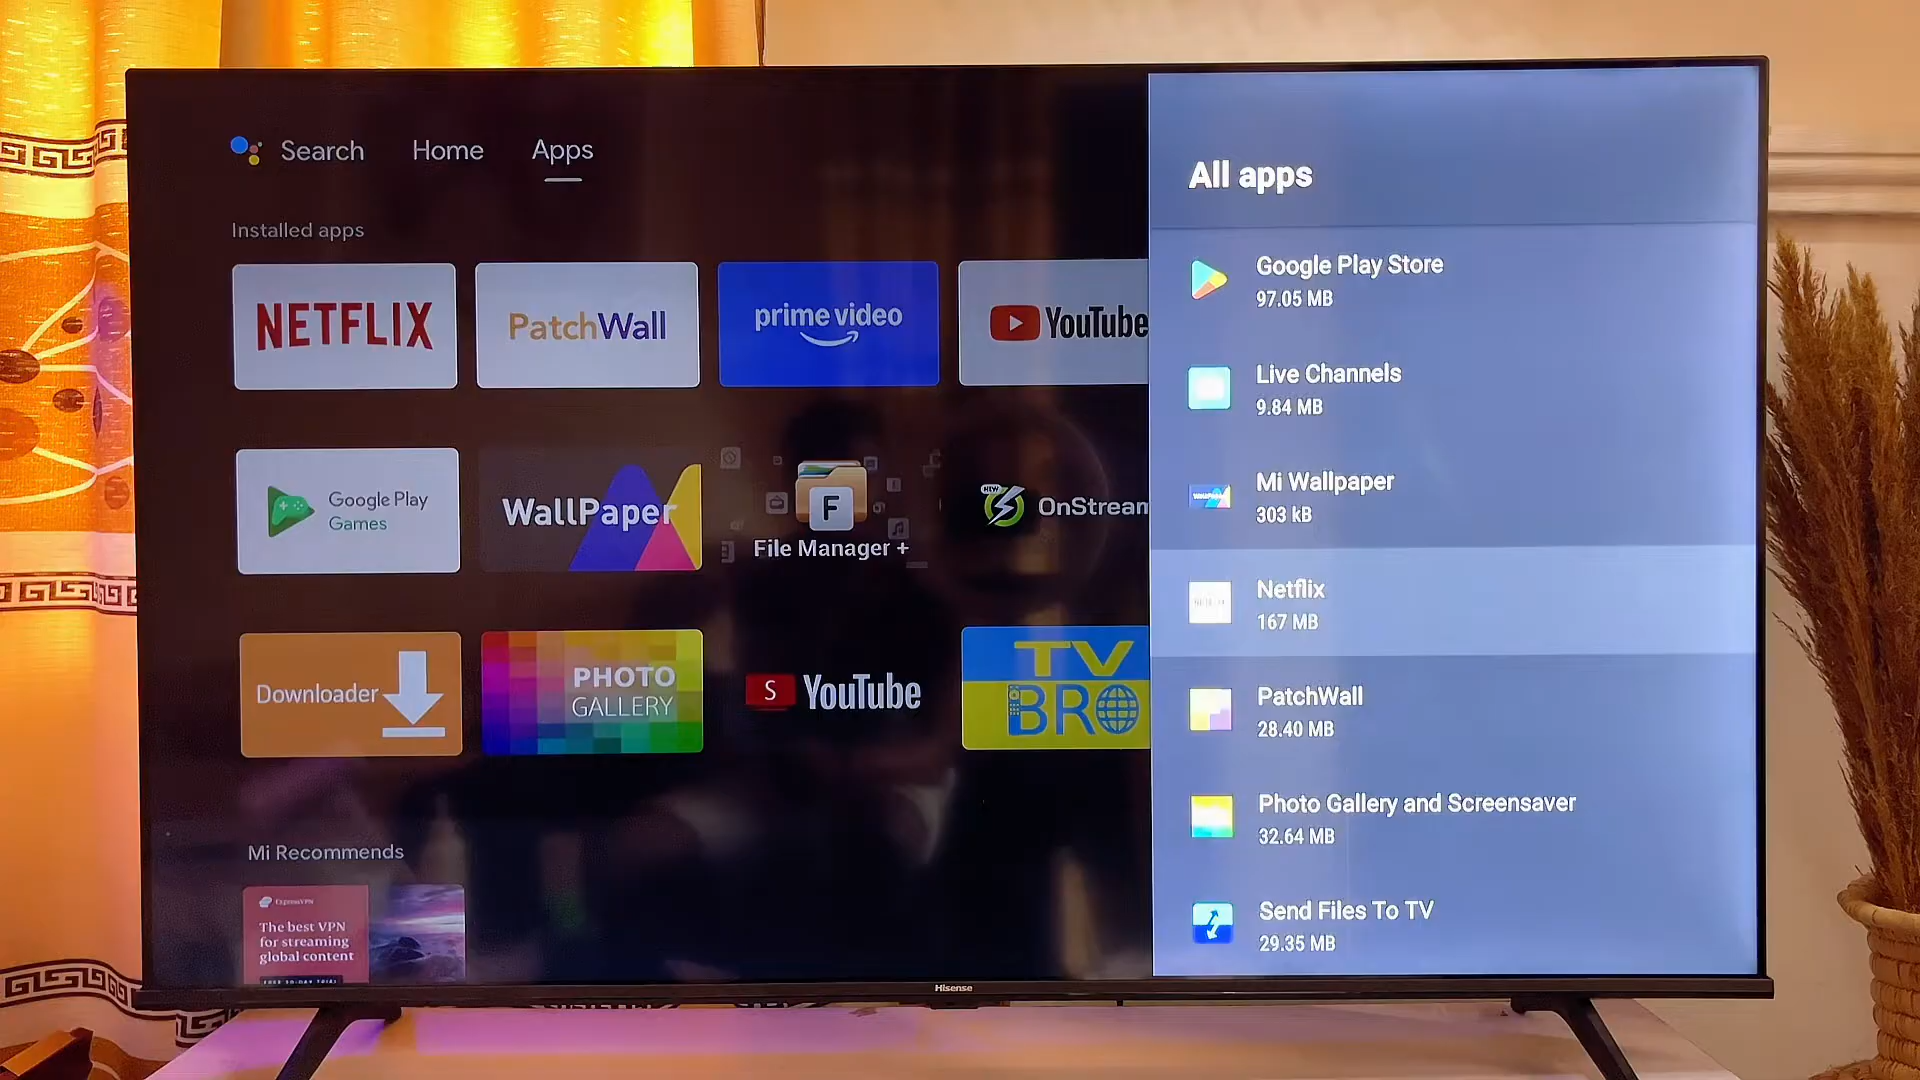 Search Home Apps
Installed apps
NETFLIX
PatchWall
prime video
YouTube
Google Play
Games
WallPaper
NEW
OnStream
F
File Manager +
Downloader
PHOTO
GALLERY
S YouTube
TV
BRO
Mi Recommends
ExpressVPN
The best VPN
for streaming
global content
All apps
Google Play Store
97.05 MB
Live Channels
9.84 MB
Mi Wallpaper
303 kB
Netflix
167 MB
PatchWall
28.40 MB
Photo Gallery and Screensaver
32.64 MB
Send Files To TV
29.35 MB
Hisense